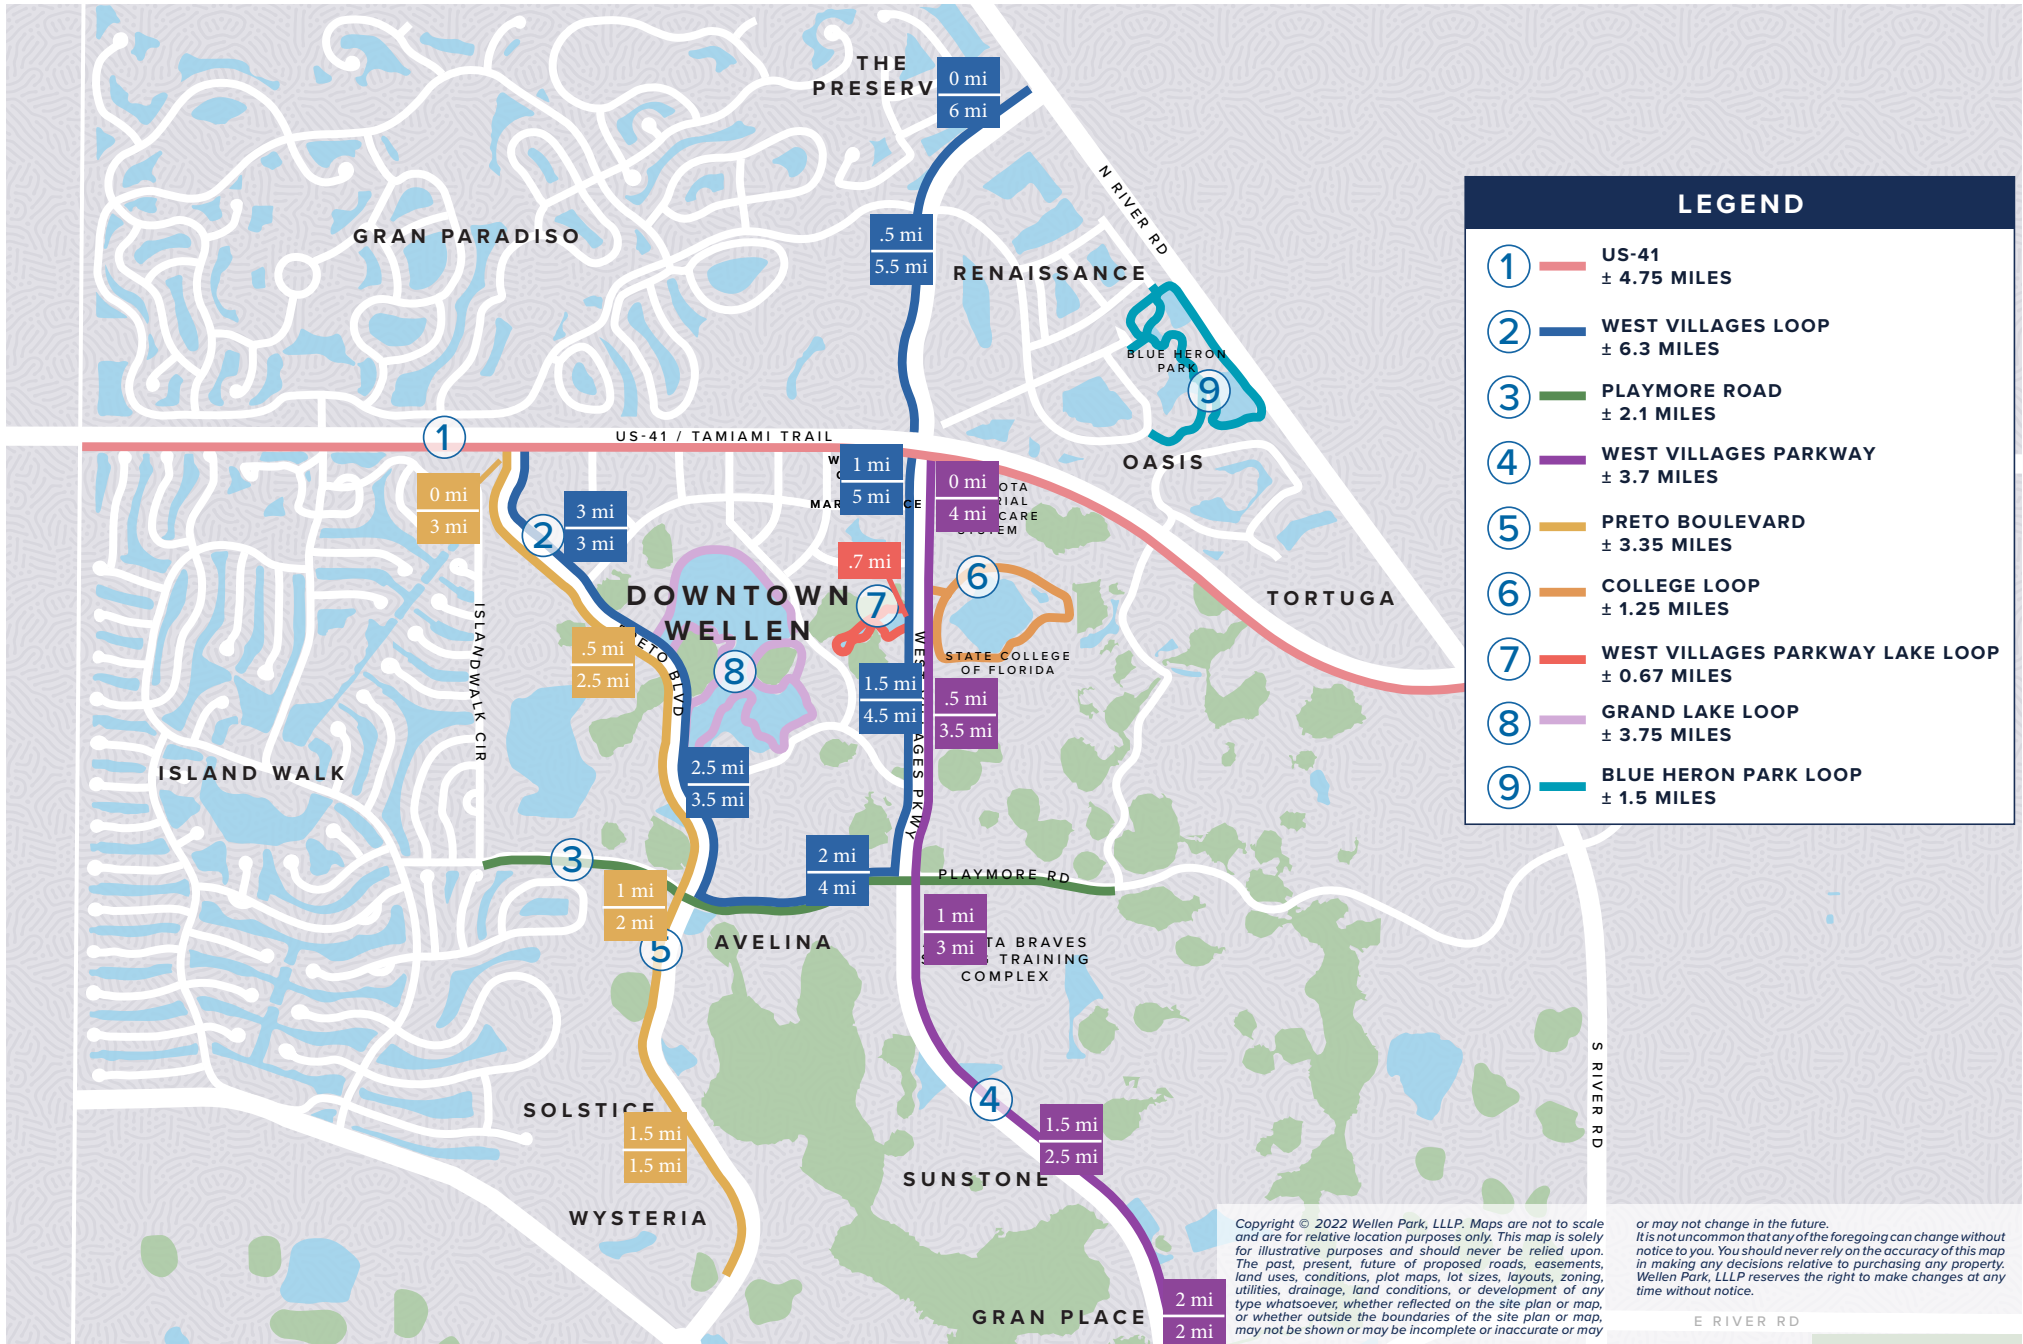 THE
PRESERV
0 mi
6 mi
N RIVER RD
GRAN PARADISO
.5 mi
5.5 mi
RENAISSANCE
BLUE HERON
PARK
9
1
US-41 / TAMIAMI TRAIL
OASIS
W
1 mi
5 mi
MAR
CE
0 mi
4 mi
OTA
RIAL
CARE
STEM
0 mi
3 mi
2
3 mi
3 mi
.7 mi
6
DOWNTOWN
WELLEN
7
TORTUGA
ISLANDWALK CIR
.5 mi
2.5 mi
ETO BLVD
8
STATE COLLEGE
OF FLORIDA
1.5 mi
4.5 mi
.5 mi
3.5 mi
WES
AGES PKWY
ISLAND WALK
2.5 mi
3.5 mi
3
2 mi
4 mi
PLAYMORE RD
1 mi
2 mi
5
AVELINA
1 mi
3 mi
TA BRAVES
TRAINING
COMPLEX
S RIVER RD
4
SOLSTICE
1.5 mi
1.5 mi
1.5 mi
2.5 mi
SUNSTONE
WYSTERIA
GRAN PLACE
2 mi
2 mi
E RIVER RD
LEGEND
1 US-41
± 4.75 MILES
2 WEST VILLAGES LOOP
± 6.3 MILES
3 PLAYMORE ROAD
± 2.1 MILES
4 WEST VILLAGES PARKWAY
± 3.7 MILES
5 PRETO BOULEVARD
± 3.35 MILES
6 COLLEGE LOOP
± 1.25 MILES
7 WEST VILLAGES PARKWAY LAKE LOOP
± 0.67 MILES
8 GRAND LAKE LOOP
± 3.75 MILES
9 BLUE HERON PARK LOOP
± 1.5 MILES
Copyright © 2022 Wellen Park, LLLP. Maps are not to scale
and are for relative location purposes only. This map is solely
for illustrative purposes and should never be relied upon.
The past, present, future of proposed roads, easements,
land uses, conditions, plot maps, lot sizes, layouts, zoning,
utilities, drainage, land conditions, or development of any
type whatsoever, whether reflected on the site plan or map,
or whether outside the boundaries of the site plan or map,
may not be shown or may be incomplete or inaccurate or may
or may not change in the future.
It is not uncommon that any of the foregoing can change without
notice to you. You should never rely on the accuracy of this map
in making any decisions relative to purchasing any property.
Wellen Park, LLLP reserves the right to make changes at any
time without notice.